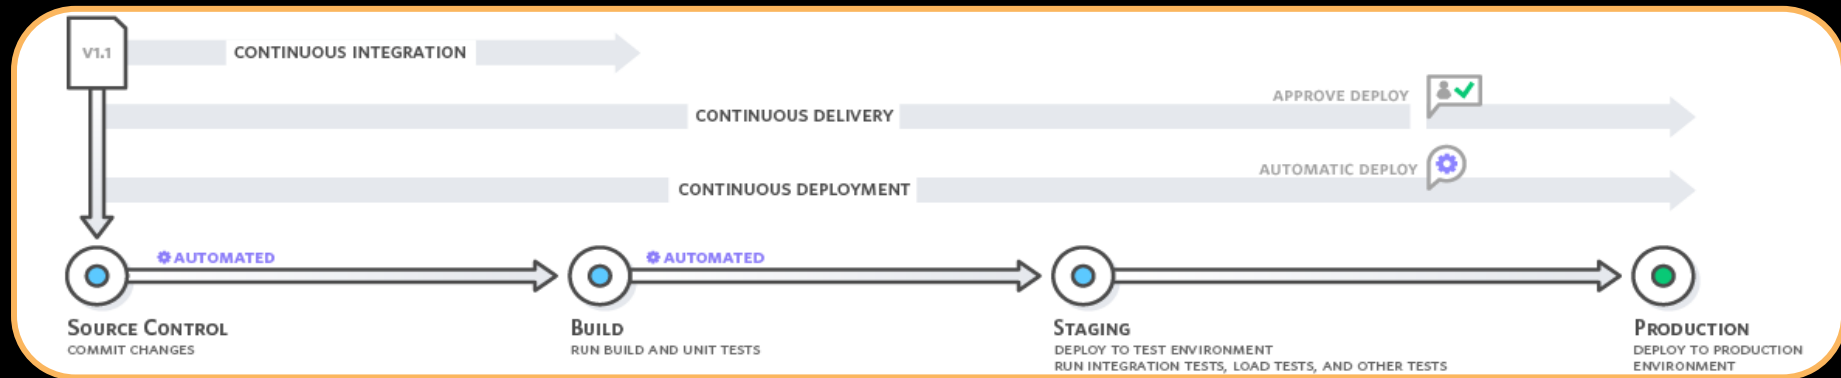 V1.1
CONTINUOUS INTEGRATION
APPROVE DEPLOY
CONTINUOUS DELIVERY
AUTOMATIC DEPLOY
CONTINUOUS DEPLOYMENT
AUTOMATED
AUTOMATED
SOURCE CONTROL
COMMIT CHANGES
BUILD
RUN BUILD AND UNIT TESTS
STAGING
DEPLOY TO TEST ENVIRONMENT
RUN INTEGRATION TESTS, LOAD TESTS, AND OTHER TESTS
PRODUCTION
DEPLOY TO PRODUCTION
ENVIRONMENT